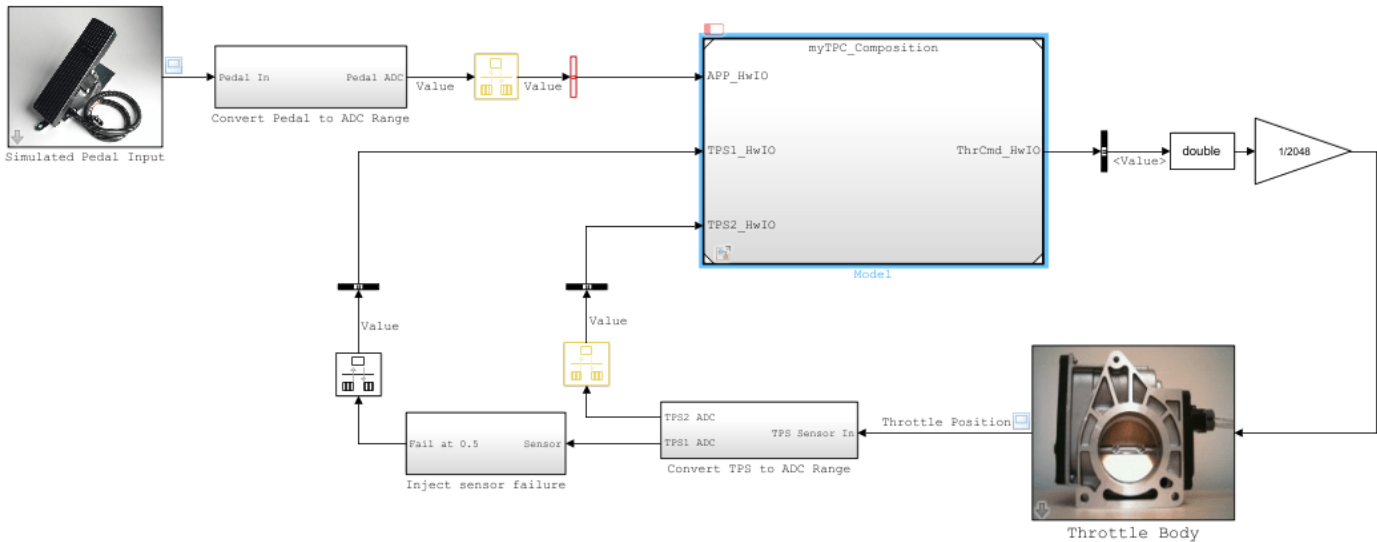 myTPC_Composition
Pedal In
Pedal ADC
Value
Value
APP_HwIO
Convert Pedal to ADC Range
Simulated Pedal Input
TPS1_HwIO
ThrCmd_HwIO
<Value>
double
1/2048
TPS2_HwIO
Model
Value
Value
TPS2 ADC
TPS1 ADC
TPS Sensor In
Throttle Position
Fail at 0.5
Sensor
Convert TPS to ADC Range
Inject sensor failure
Throttle Body